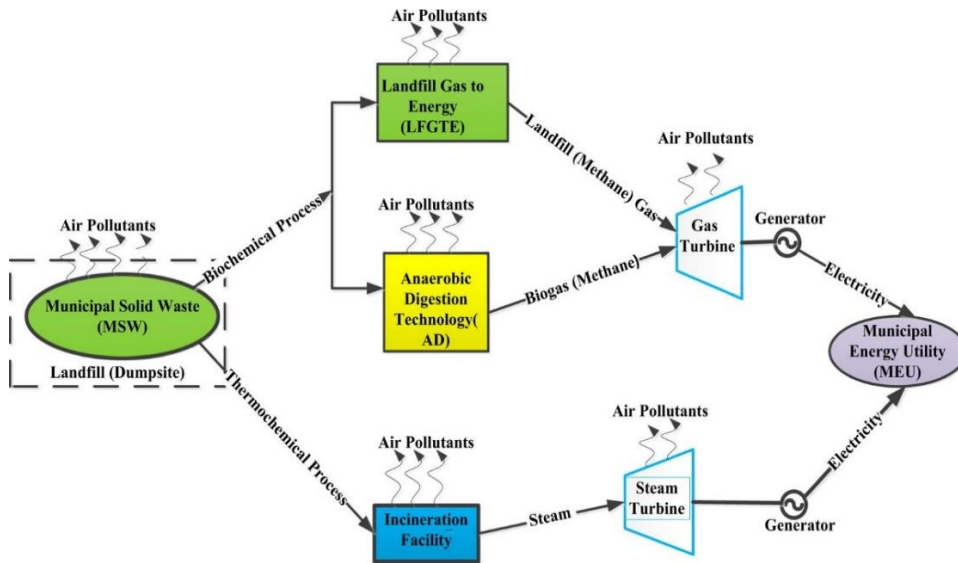 Air Pollutants
Landfill Gas to
Energy
(LFGTE)
Landfill (Methane) Gas
Air Pollutants
Biochemical Process
Air Pollutants
Gas
Turbine
Generator
Electricity
Air Pollutants
Anaerobic
Digestion
Technology(
AD)
Biogas (Methane)
Municipal Solid Waste
(MSW)
Landfill (Dumpsite)
Municipal
Energy Utility
(MEU)
Thermochemical Process
Air Pollutants
Incineration
Facility
Steam
Air Pollutants
Steam
Turbine
Generator
Electricity